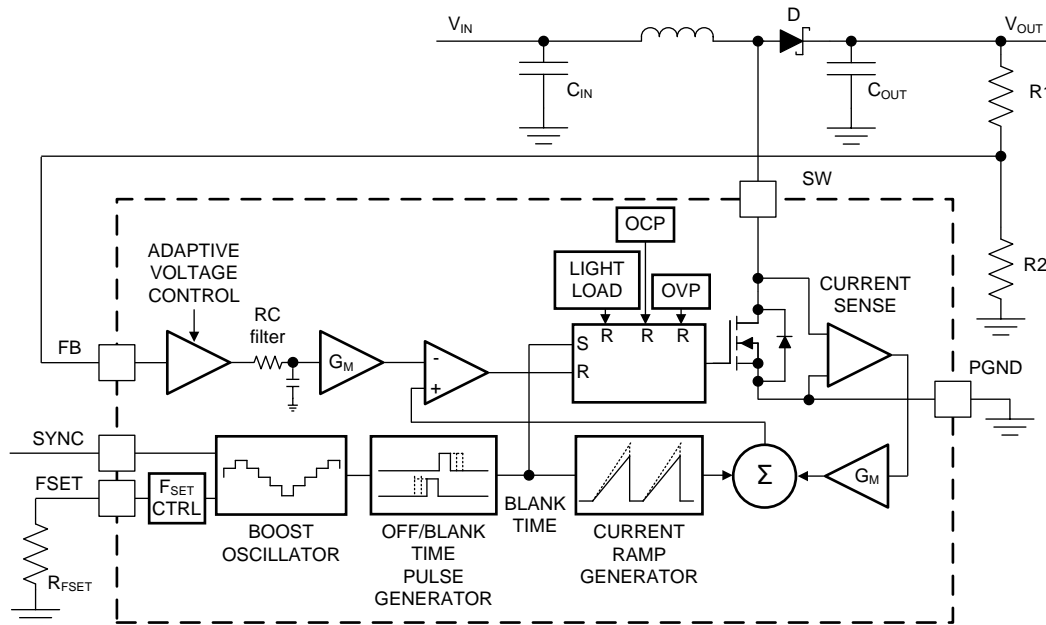 D
V_IN
V_OUT
C_IN
C_OUT
R1
SW
R2
OCP
ADAPTIVE
VOLTAGE
CONTROL
LIGHT
LOAD
OVP
CURRENT
SENSE
RC
filter
R R R
FB
G_M
-
+
S
R
PGND
SYNC
FSET
F_SET
CTRL
Σ
G_M
BLANK
TIME
BOOST
OSCILLATOR
OFF/BLANK
TIME
PULSE
GENERATOR
CURRENT
RAMP
GENERATOR
R_FSET